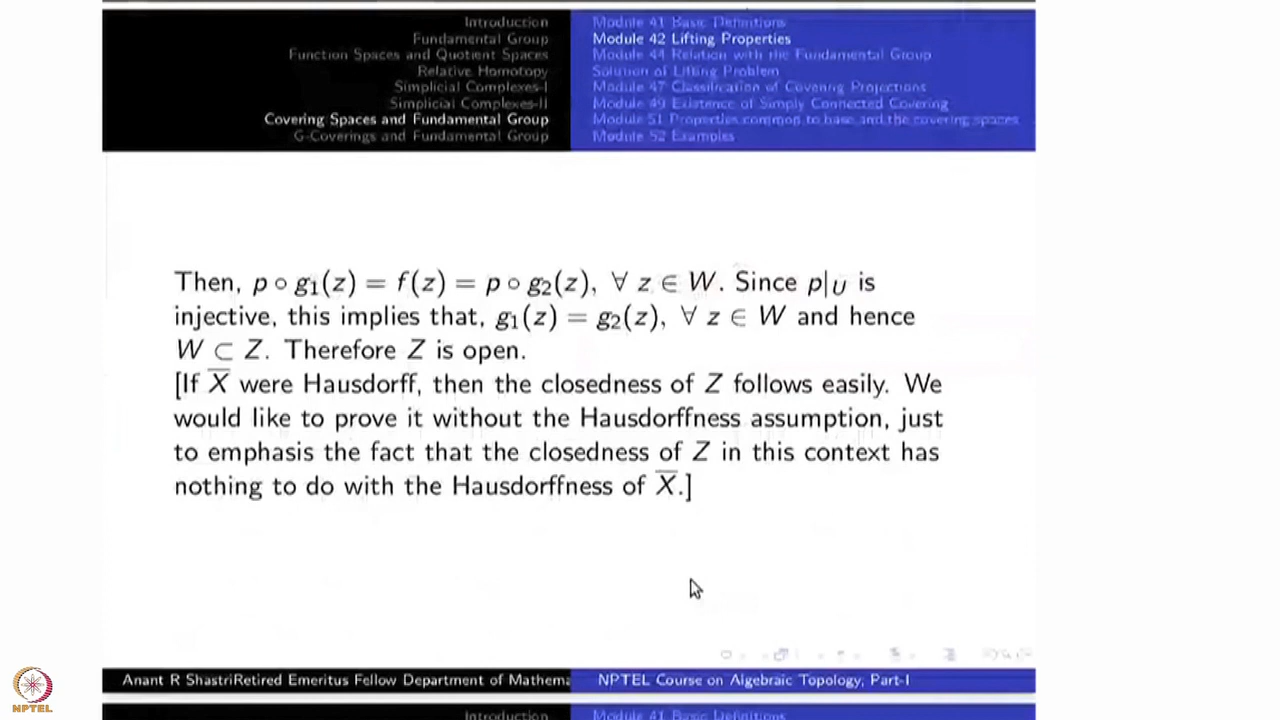 Introduction
Fundamental Group
Function Spaces and Quotient Spaces
Relative Homotopy
Simplicial Complexes-I
Simplicial Complexes-II
Covering Spaces and Fundamental Group
G-Coverings and Fundamental Group
Module 41 Basic Definitions
Module 42 Lifting Properties
Module 44 Relation with the Fundamental Group
Solution of Lifting Problem
Module 47 Classification of Covering Projections
Module 49 Existence of Simply Connected Covering
Module 51 Properties common to base and the covering spaces
Module 52 Examples
Then, p ∘ g₁(z) = f(z) = p ∘ g₂(z), ∀ z ∈ W. Since p|_U is
injective, this implies that, g₁(z) = g₂(z), ∀ z ∈ W and hence
W ⊂ Z. Therefore Z is open.
[If X̅ were Hausdorff, then the closedness of Z follows easily. We
would like to prove it without the Hausdorffness assumption, just
to emphasis the fact that the closedness of Z in this context has
nothing to do with the Hausdorffness of X̅.]
Anant R ShastriRetired Emeritus Fellow Department of Mathema
NPTEL Course on Algebraic Topology, Part-I
Introduction
Module 41 Basic Definitions
NPTEL